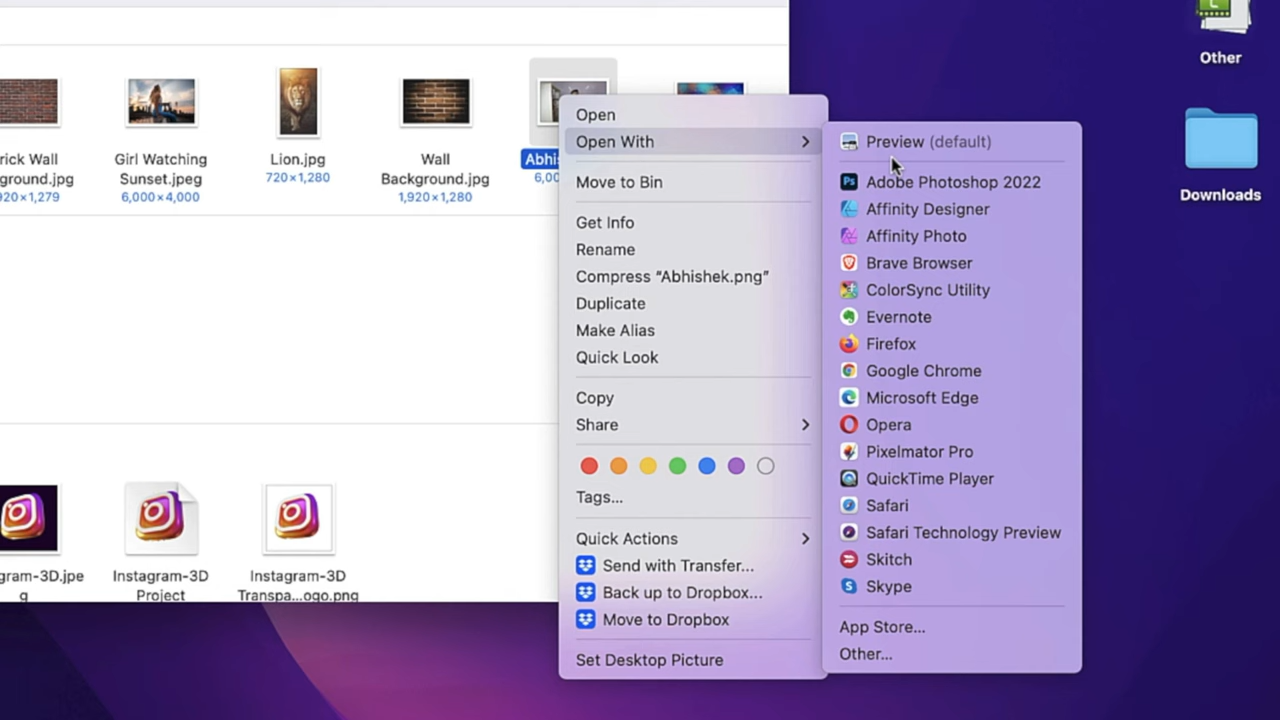 Other
Downloads
rick Wall
ground.jpg
920×1,279
Girl Watching
Sunset.jpeg
6,000×4,000
Lion.jpg
720×1,280
Wall
Background.jpg
1,920×1,280
Abhis
6,00
Open
Open With
Move to Bin
Get Info
Rename
Compress “Abhishek.png”
Duplicate
Make Alias
Quick Look
Copy
Share
Tags...
Quick Actions
Send with Transfer...
Back up to Dropbox...
Move to Dropbox
Set Desktop Picture
Preview (default)
Ps Adobe Photoshop 2022
Affinity Designer
Affinity Photo
Brave Browser
ColorSync Utility
Evernote
Firefox
Google Chrome
Microsoft Edge
Opera
Pixelmator Pro
QuickTime Player
Safari
Safari Technology Preview
Skitch
S Skype
App Store...
Other...
gram-3D.jpe
g
Instagram-3D
Project
Instagram-3D
Transpa...ogo.png